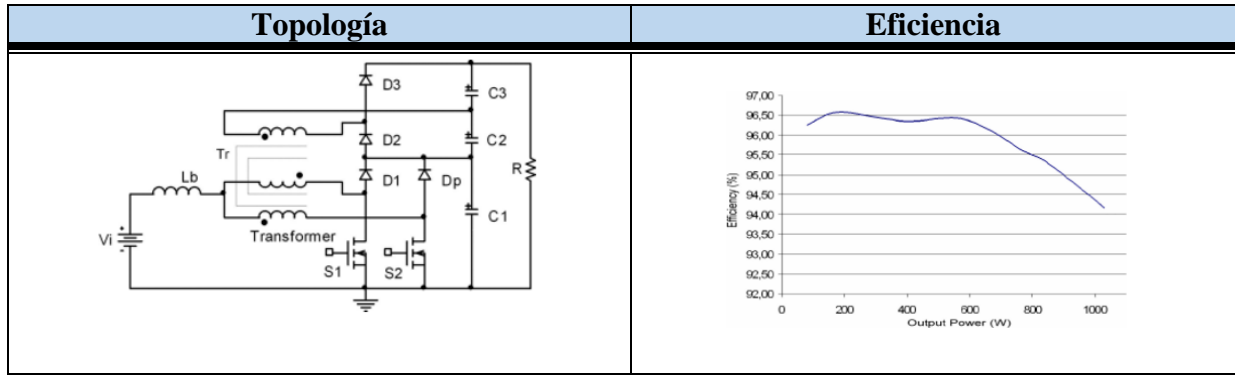 Topología
Eficiencia
D3
C3
D2
C2
Tr
R
Lb
D1
Dp
C1
Transformer
Vi
S1
S2
97,00
96,50
96,00
95,50
95,00
94,50
94,00
93,50
93,00
92,50
92,00
Efficiency (%)
0 200 400 600 800 1000
Output Power (W)